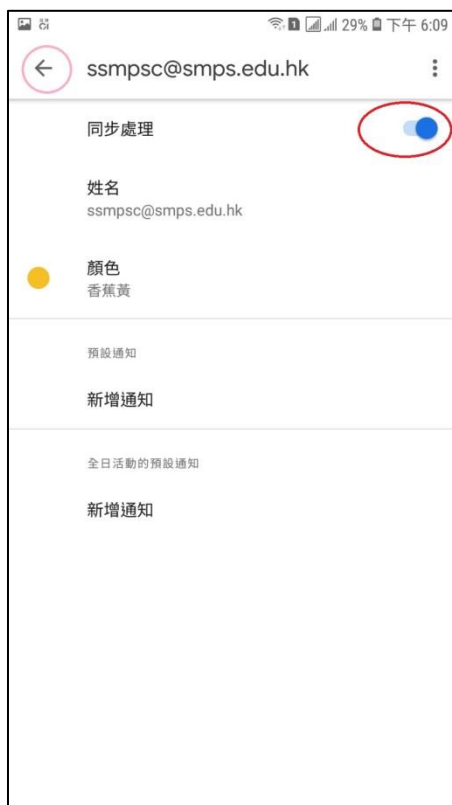 1 29% 下午 6:09
ssmpsc@smps.edu.hk
同步處理
姓名
ssmpsc@smps.edu.hk
顏色
香蕉黃
預設通知
新增通知
全日活動的預設通知
新增通知